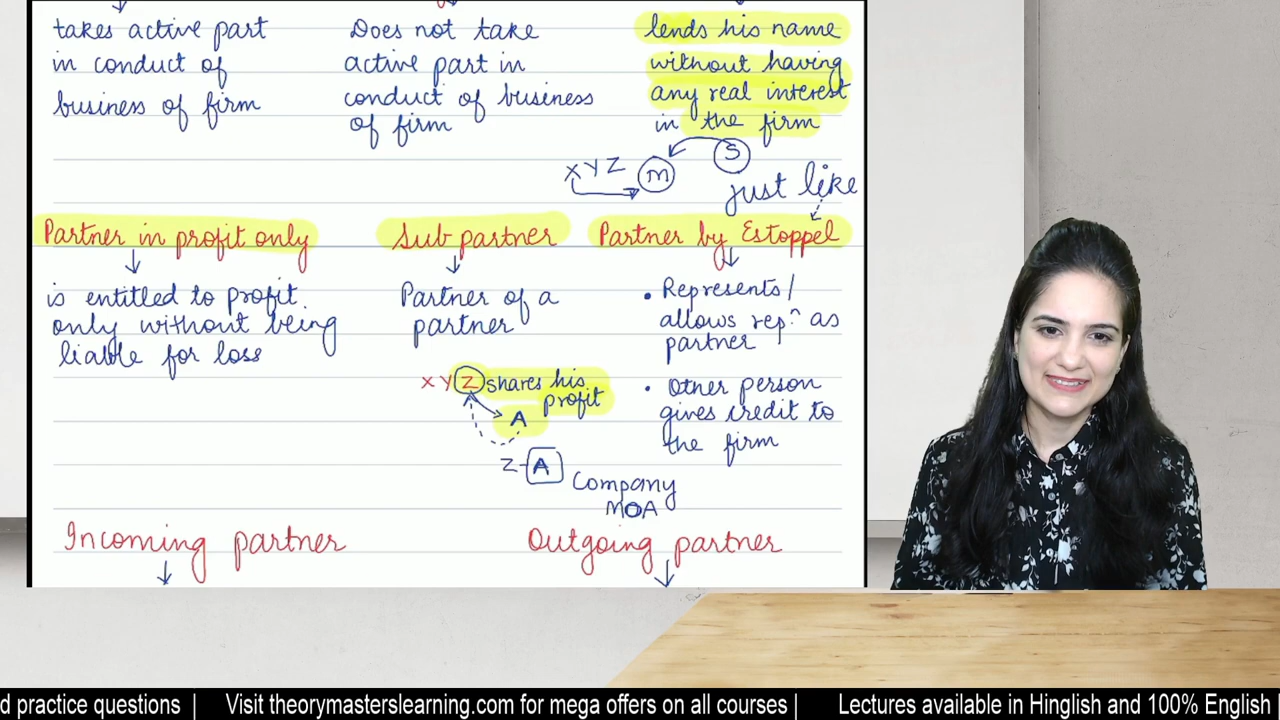 takes active part
in conduct of
business of firm
Does not take
active part in
conduct of business
of firm
lends his name
without having
any real interest
in the firm
X Y Z
M
S
just like
Partner in profit only
is entitled to profit
only without being
liable for loss
Sub partner
Partner of a
partner
X Y Z shares his
profit
A
Z-A
Company
MOA
Partner by Estoppel
• Represents/
allows repⁿ as
partner
• Other person
gives credit to
the firm
Incoming partner
Outgoing partner
d practice questions | Visit theorymasterslearning.com for mega offers on all courses | Lectures available in Hinglish and 100% English